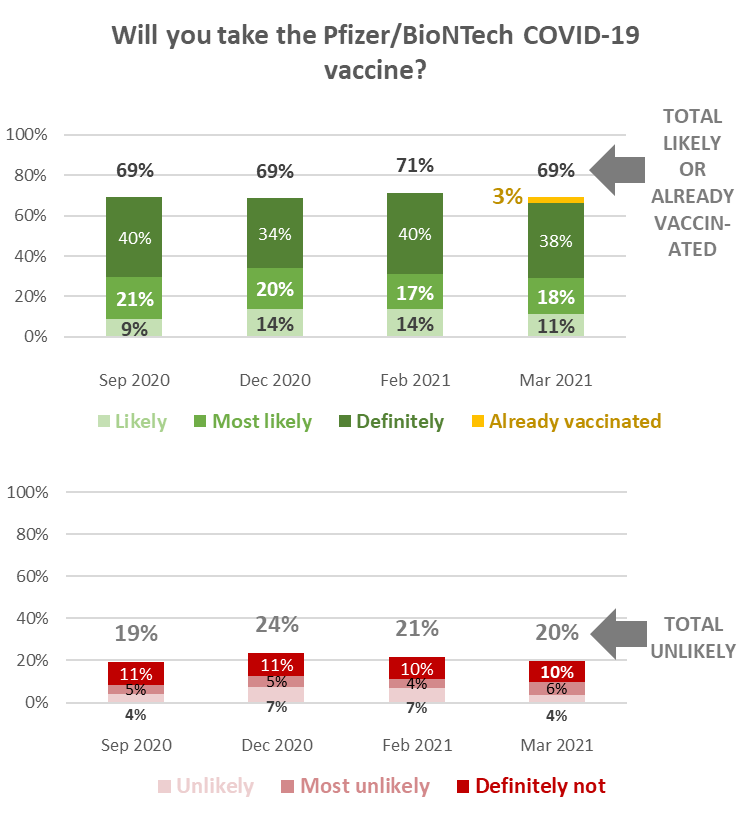 Will you take the Pfizer/BioNTech COVID-19
vaccine?
TOTAL
LIKELY
OR
ALREADY
VACCIN-
ATED
100%
80%
60%
40%
20%
0%
69%
69%
71%
69%
3%
40%
34%
40%
38%
21%
20%
17%
18%
9%
14%
14%
11%
Sep 2020
Dec 2020
Feb 2021
Mar 2021
Likely
Most likely
Definitely
Already vaccinated
100%
80%
60%
40%
20%
0%
19%
24%
21%
20%
TOTAL
UNLIKELY
11%
11%
10%
10%
5%
5%
4%
6%
4%
7%
7%
4%
Sep 2020
Dec 2020
Feb 2021
Mar 2021
Unlikely
Most unlikely
Definitely not